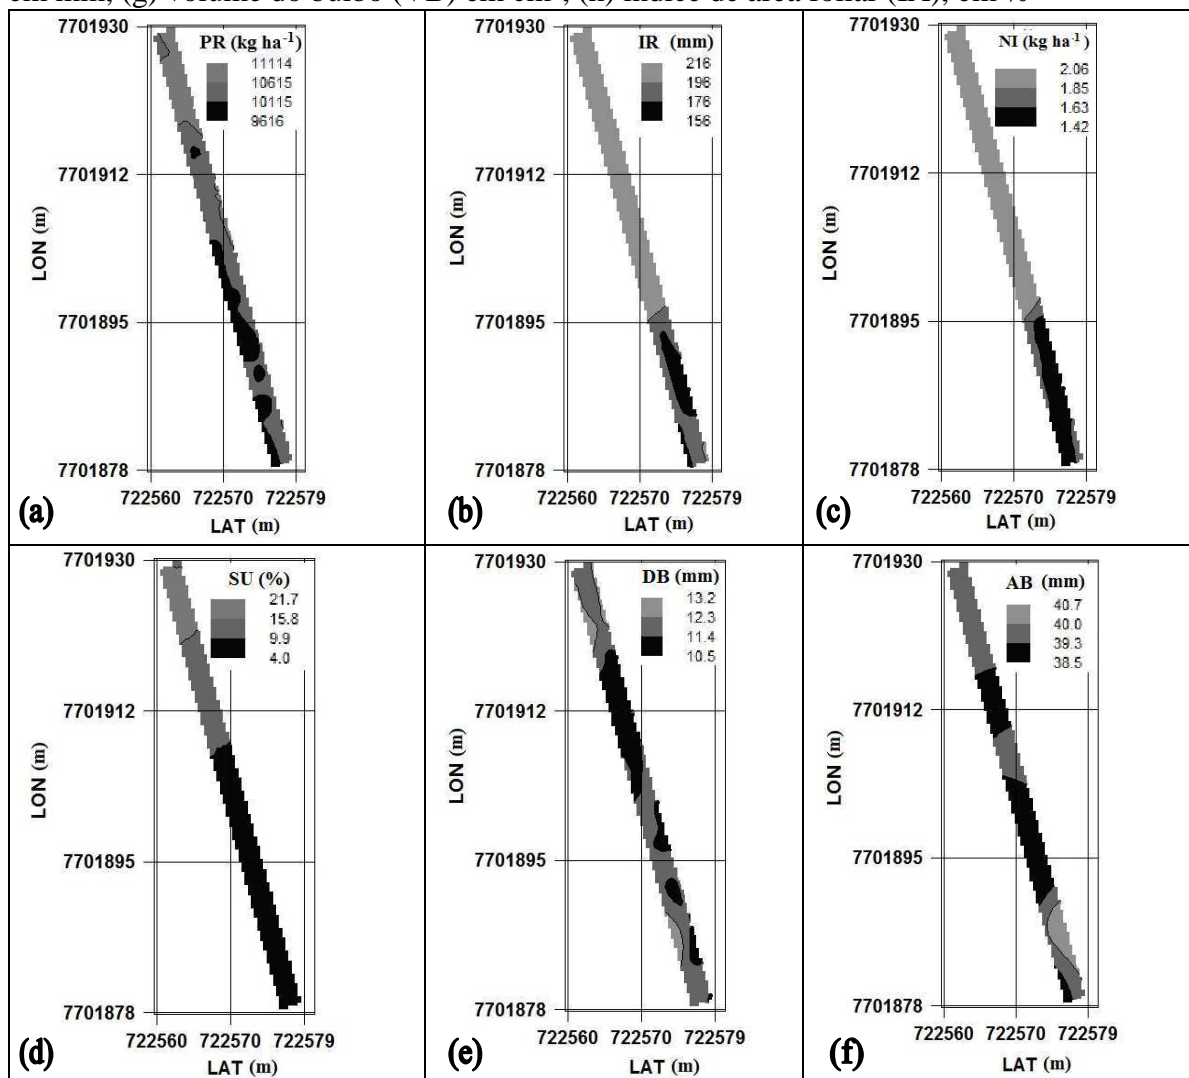 em mm; (g) volume do bulbo (VB) em cm³; (h) índice de área foliar (IA), em %
7701930
7701912
7701895
7701878
LON (m)
PR (kg ha-1)
11114
10615
10115
9616
722560 722570 722579
LAT (m)
(a)
7701930
7701912
7701895
7701878
LON (m)
IR (mm)
216
196
176
156
722560 722570 722579
LAT (m)
(b)
7701930
7701912
7701895
7701878
LON (m)
NI (kg ha-1)
2.06
1.85
1.63
1.42
722560 722570 722579
LAT (m)
(c)
7701930
7701912
7701895
7701878
LON (m)
SU (%)
21.7
15.8
9.9
4.0
722560 722570 722579
LAT (m)
(d)
7701930
7701912
7701895
7701878
LON (m)
DB (mm)
13.2
12.3
11.4
10.5
722560 722570 722579
LAT (m)
(e)
7701930
7701912
7701895
7701878
LON (m)
AB (mm)
40.7
40.0
39.3
38.5
722560 722570 722579
LAT (m)
(f)